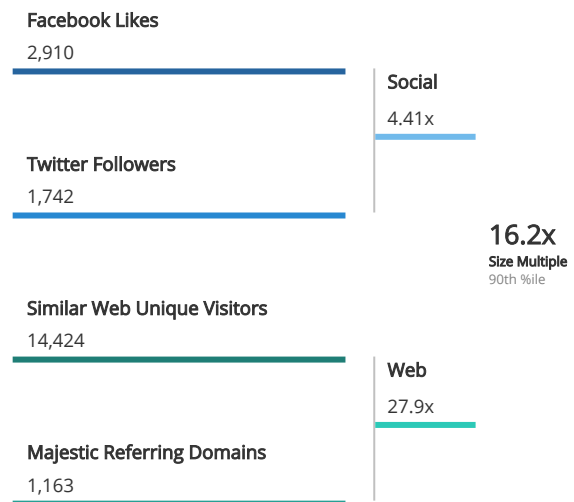 Facebook Likes
2,910
Social
4.41x
Twitter Followers
1,742
16.2x
Size Multiple
90th %ile
Similar Web Unique Visitors
14,424
Web
27.9x
Majestic Referring Domains
1,163